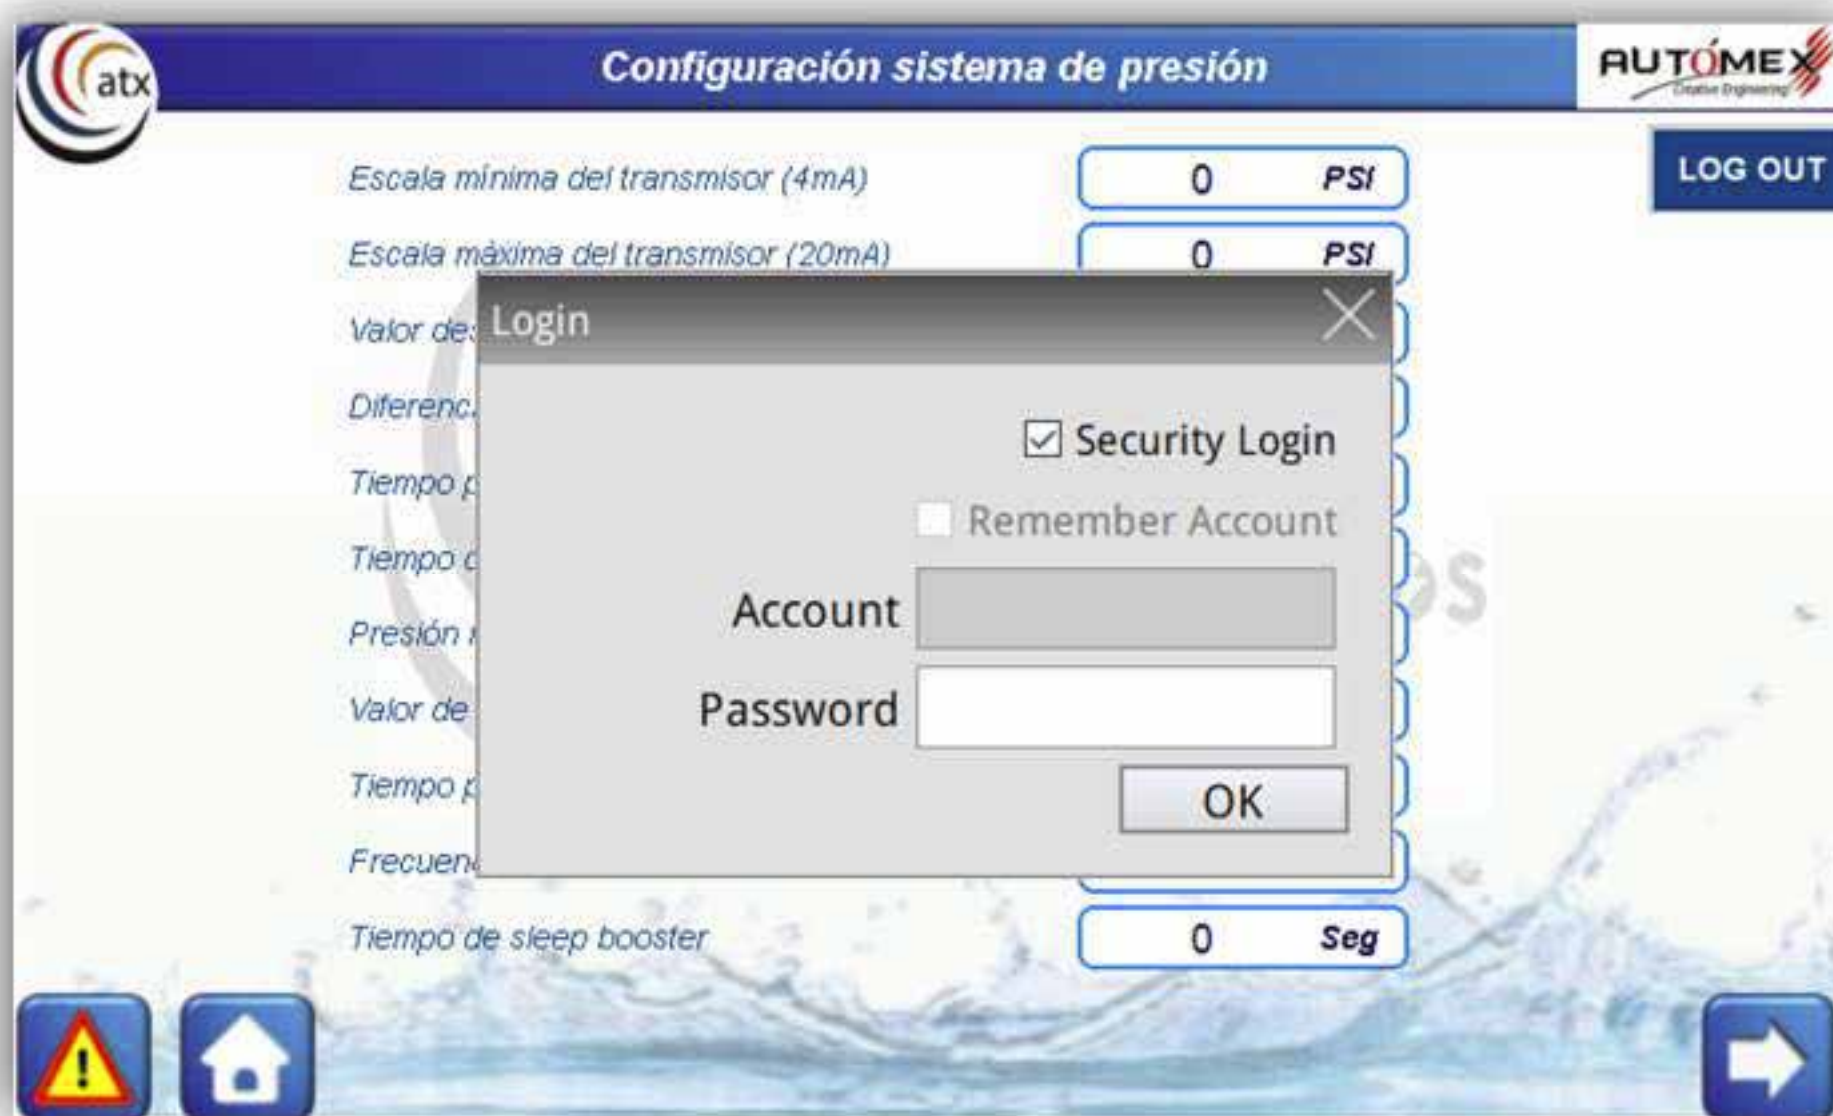 atx
Configuración sistema de presión
AUTÓMEX
Creative Engineering
LOG OUT
Escala mínima del transmisor (4mA)
0 PSI
Escala máxima del transmisor (20mA)
0 PSI
Valor
Login
Diferenc
Security Login
Tiempo
Remember Account
Tiempo
Account
Presión
Valor de
Password
Tiempo
OK
Frecuen
Tiempo de sleep booster
0 Seg